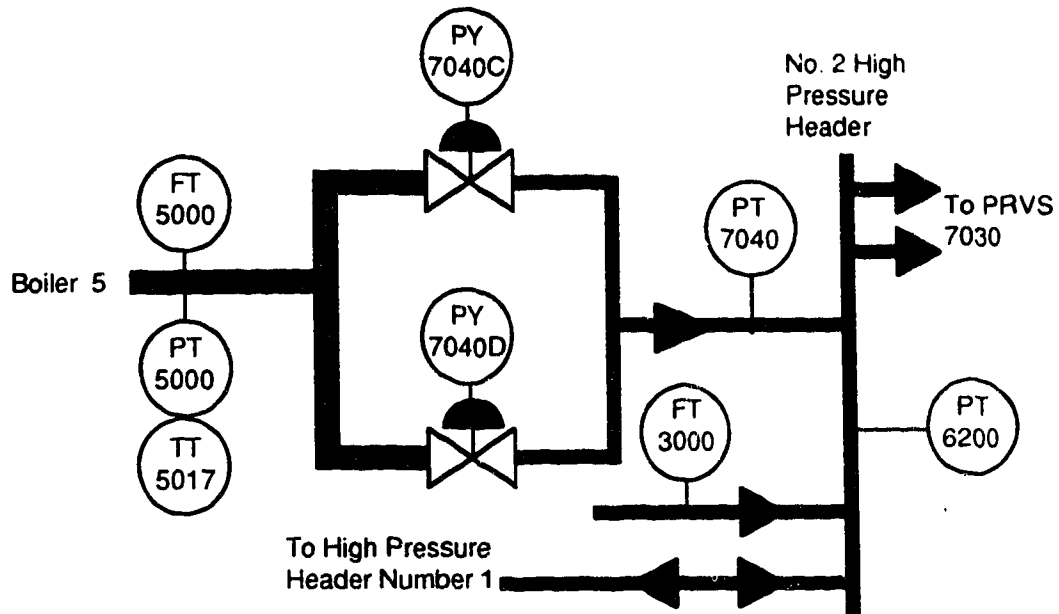 PY
7040C
No. 2 High
Pressure
Header
FT
5000
PT
7040
To PRVS
7030
Boiler 5
PY
7040D
PT
5000
FT
3000
PT
6200
TT
5017
To High Pressure
Header Number 1